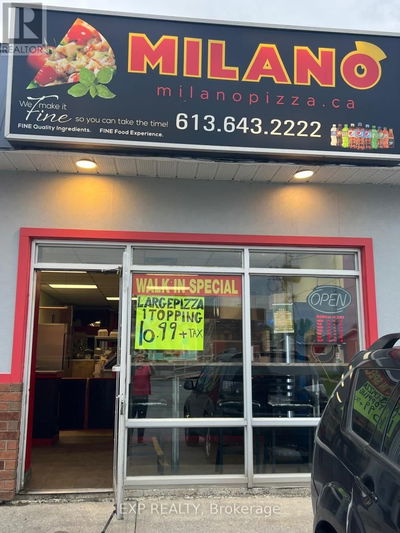 REALTOR®
MILANO
milanopizza.ca
We make it
Fine so you can take the time!
613.643.2222
FINE Quality Ingredients. FINE Food Experience.
WALK IN SPECIAL
LARGE PIZZA
1 TOPPING
10.99 + TAX
OPEN
EXP REALTY, Brokerage